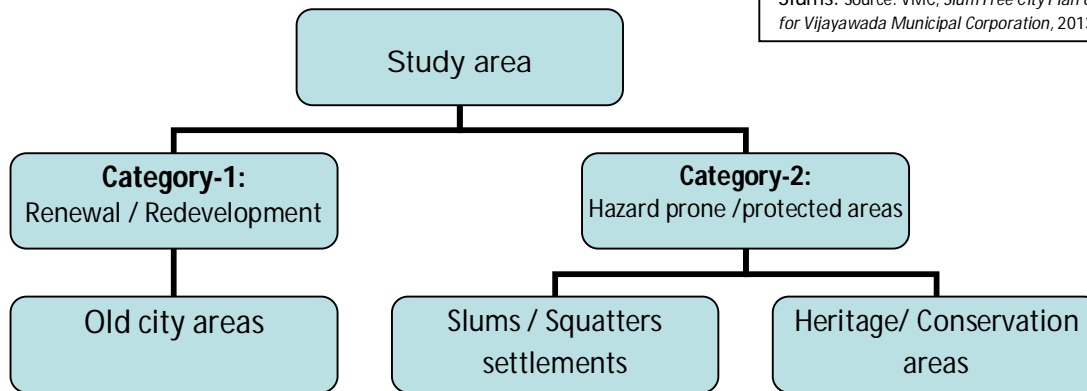 Slums: Source: VMC, Slum Free City Plan
for Vijayawada Municipal Corporation, 2013
Study area
Category-1:
Renewal / Redevelopment
Category-2:
Hazard prone /protected areas
Old city areas
Slums / Squatters
settlements
Heritage/ Conservation
areas